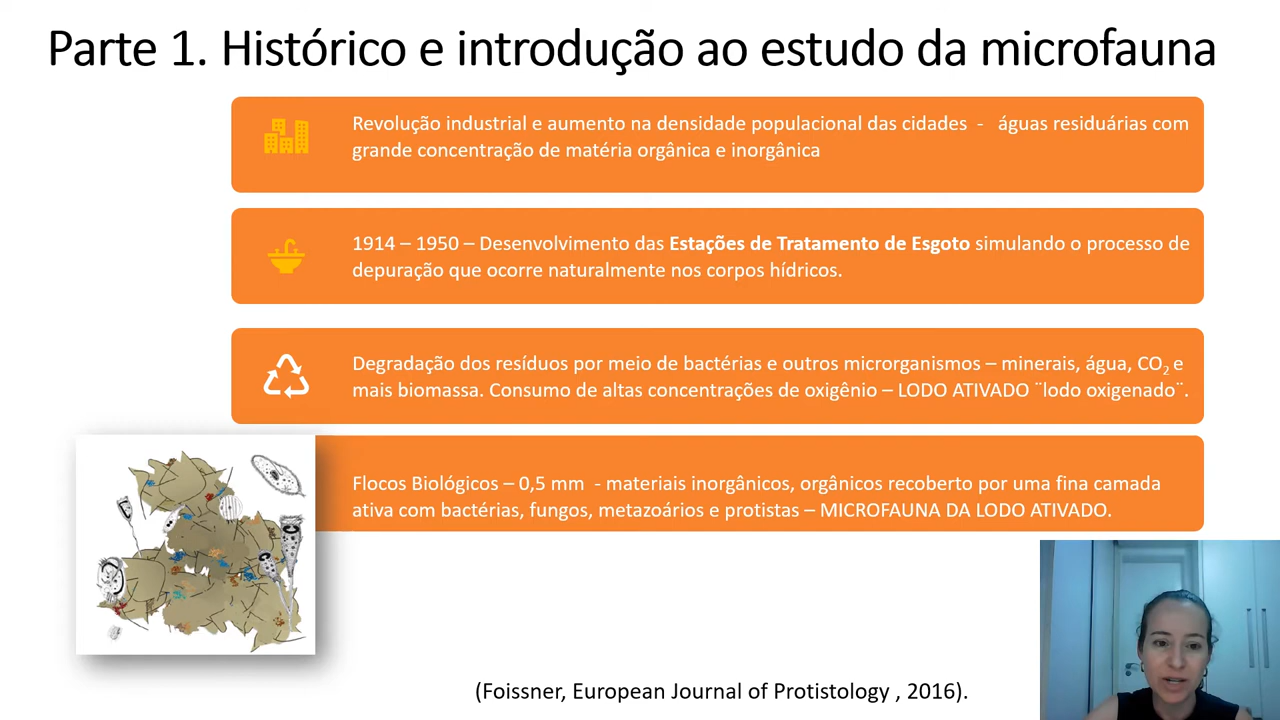 Parte 1. Histórico e introdução ao estudo da microfauna
Revolução industrial e aumento na densidade populacional das cidades - águas residuárias com
grande concentração de matéria orgânica e inorgânica
1914 – 1950 – Desenvolvimento das Estações de Tratamento de Esgoto simulando o processo de
depuração que ocorre naturalmente nos corpos hídricos.
Degradação dos resíduos por meio de bactérias e outros microrganismos – minerais, água, CO₂ e
mais biomassa. Consumo de altas concentrações de oxigênio – LODO ATIVADO ¨lodo oxigenado¨.
Flocos Biológicos – 0,5 mm - materiais inorgânicos, orgânicos recoberto por uma fina camada
ativa com bactérias, fungos, metazoários e protistas – MICROFAUNA DA LODO ATIVADO.
(Foissner, European Journal of Protistology , 2016).